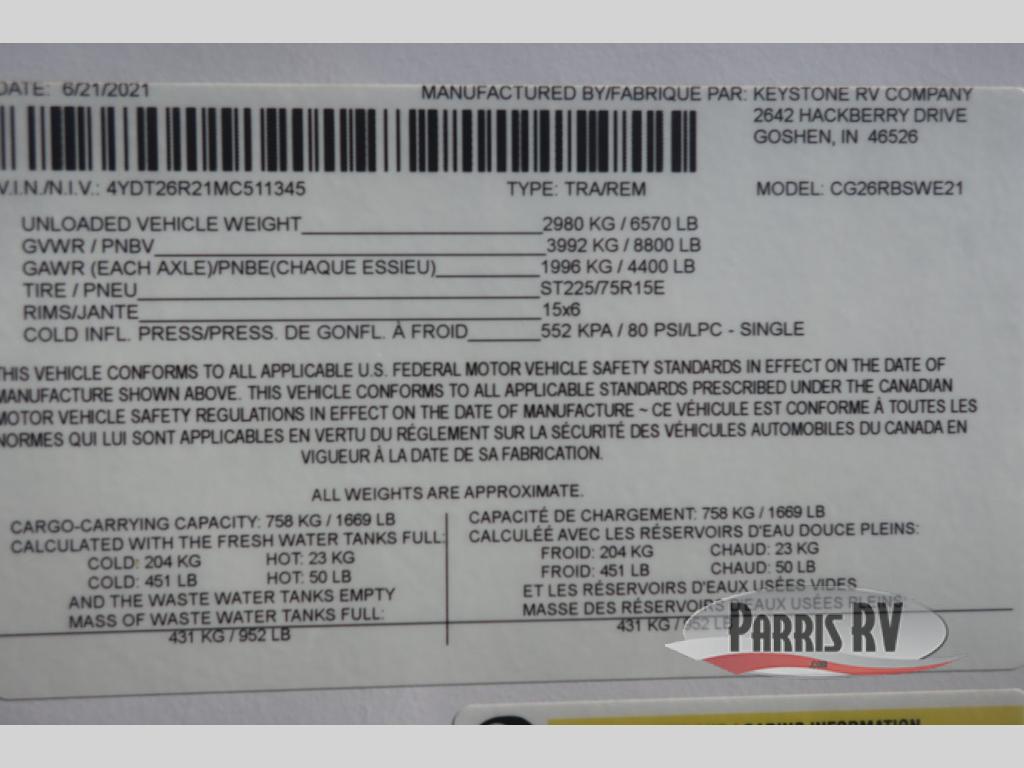 DATE: 6/21/2021
MANUFACTURED BY/FABRIQUE PAR: KEYSTONE RV COMPANY
2642 HACKBERRY DRIVE
GOSHEN, IN 46526
V.I.N./N.I.V.: 4YDT26R21MC511345 TYPE: TRA/REM MODEL: CG26RBSWE21
UNLOADED VEHICLE WEIGHT 2980 KG / 6570 LB
GVWR / PNBV 3992 KG / 8800 LB
GAWR (EACH AXLE)/PNBE(CHAQUE ESSIEU) 1996 KG / 4400 LB
TIRE / PNEU ST225/75R15E
RIMS/JANTE 15x6
COLD INFL. PRESS/PRESS. DE GONFL. À FROID 552 KPA / 80 PSI/LPC - SINGLE
THIS VEHICLE CONFORMS TO ALL APPLICABLE U.S. FEDERAL MOTOR VEHICLE SAFETY STANDARDS IN EFFECT ON THE DATE OF
MANUFACTURE SHOWN ABOVE. THIS VEHICLE CONFORMS TO ALL APPLICABLE STANDARDS PRESCRIBED UNDER THE CANADIAN
MOTOR VEHICLE SAFETY REGULATIONS IN EFFECT ON THE DATE OF MANUFACTURE ~ CE VÉHICULE EST CONFORME À TOUTES LES
NORMES QUI LUI SONT APPLICABLES EN VERTU DU RÉGLEMENT SUR LA SÉCURITÉ DES VÉHICULES AUTOMOBILES DU CANADA EN
VIGUEUR À LA DATE DE SA FABRICATION.
ALL WEIGHTS ARE APPROXIMATE.
CARGO-CARRYING CAPACITY: 758 KG / 1669 LB
CALCULATED WITH THE FRESH WATER TANKS FULL:
COLD: 204 KG HOT: 23 KG
COLD: 451 LB HOT: 50 LB
AND THE WASTE WATER TANKS EMPTY
MASS OF WASTE WATER TANKS FULL:
431 KG / 952 LB
CAPACITÉ DE CHARGEMENT: 758 KG / 1669 LB
CALCULÉE AVEC LES RÉSERVOIRS D'EAU DOUCE PLEINS:
FROID: 204 KG CHAUD: 23 KG
FROID: 451 LB CHAUD: 50 LB
ET LES RÉSERVOIRS D'EAUX USÉES VIDES
MASSE DES RÉSERVOIRS D'EAUX USÉES PLEINS:
431 KG / 952 LB
PARRIS RV
.com
LOADING INFORMATION